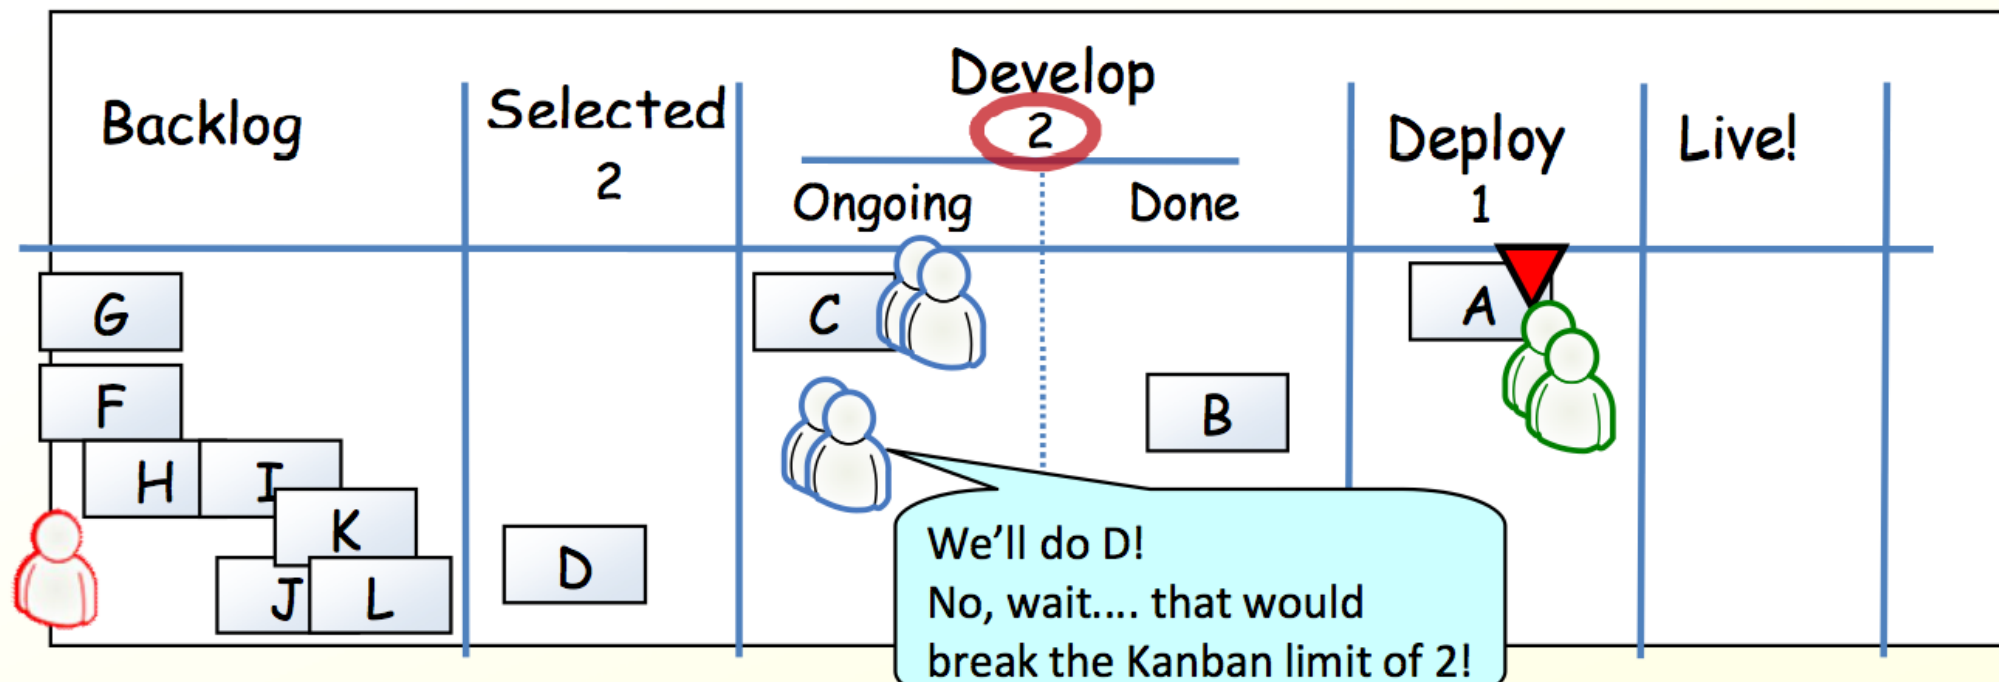 Backlog
Selected
2
Develop
2
Ongoing
Done
Deploy
1
Live!
G
F
H
I
K
J
L
D
C
B
A
We'll do D!
No, wait.... that would
break the Kanban limit of 2!